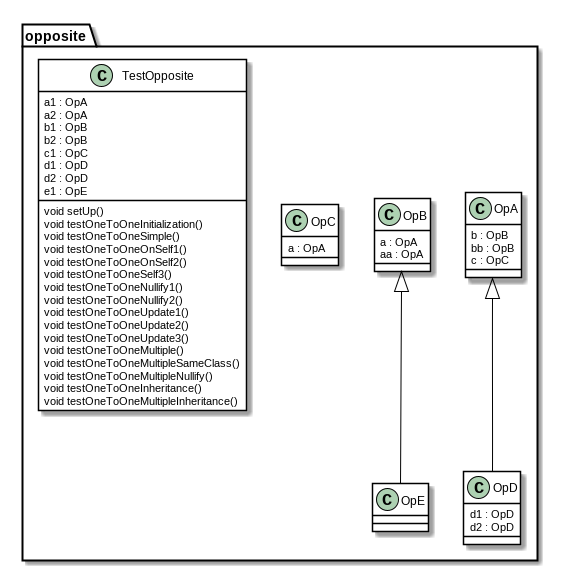 opposite
C TestOpposite
a1 : OpA
a2 : OpA
b1 : OpB
b2 : OpB
c1 : OpC
d1 : OpD
d2 : OpD
e1 : OpE
void setUp()
void testOneToOneInitialization()
void testOneToOneSimple()
void testOneToOneOnSelf1()
void testOneToOneOnSelf2()
void testOneToOneSelf3()
void testOneToOneNullify1()
void testOneToOneNullify2()
void testOneToOneUpdate1()
void testOneToOneUpdate2()
void testOneToOneUpdate3()
void testOneToOneMultiple()
void testOneToOneMultipleSameClass()
void testOneToOneMultipleNullify()
void testOneToOneInheritance()
void testOneToOneMultipleInheritance()
C OpC
a : OpA
C OpB
a : OpA
aa : OpA
C OpA
b : OpB
bb : OpB
c : OpC
C OpE
C OpD
d1 : OpD
d2 : OpD